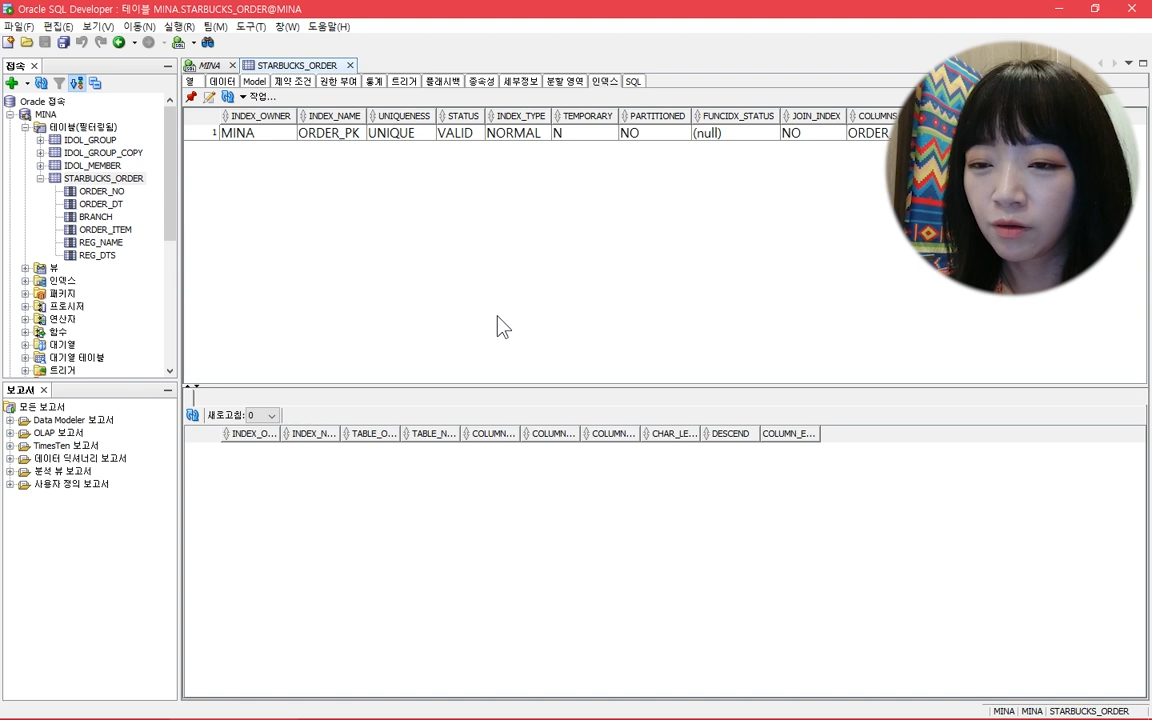 Oracle SQL Developer : 테이블 MINA.STARBUCKS_ORDER@MINA
파일(F) 편집(E) 보기(V) 이동(N) 실행(R) 팀(M) 도구(T) 창(W) 도움말(H)
접속
Oracle 접속
MINA
테이블(필터링됨)
IDOL_GROUP
IDOL_GROUP_COPY
IDOL_MEMBER
STARBUCKS_ORDER
ORDER_NO
ORDER_DT
BRANCH
ORDER_ITEM
REG_NAME
REG_DTS
뷰
인덱스
패키지
프로시저
연산자
함수
대기열
대기열 테이블
트리거
보고서
모든 보고서
Data Modeler 보고서
OLAP 보고서
TimesTen 보고서
데이터 딕셔너리 보고서
분석 뷰 보고서
사용자 정의 보고서
MINA STARBUCKS_ORDER
열 데이터 Model 제약 조건 권한 부여 통계 트리거 플래시백 종속성 세부정보 분할 영역 인덱스 SQL
작업...
INDEX_OWNER INDEX_NAME UNIQUENESS STATUS INDEX_TYPE TEMPORARY PARTITIONED FUNCIDX_STATUS JOIN_INDEX COLUMNS
1 MINA ORDER_PK UNIQUE VALID NORMAL N NO (null) NO ORDER_
새로고침: 0
INDEX_O... INDEX_N... TABLE_O... TABLE_N... COLUMN... COLUMN... COLUMN... CHAR_LE... DESCEND COLUMN_E...
MINA MINA STARBUCKS_ORDER